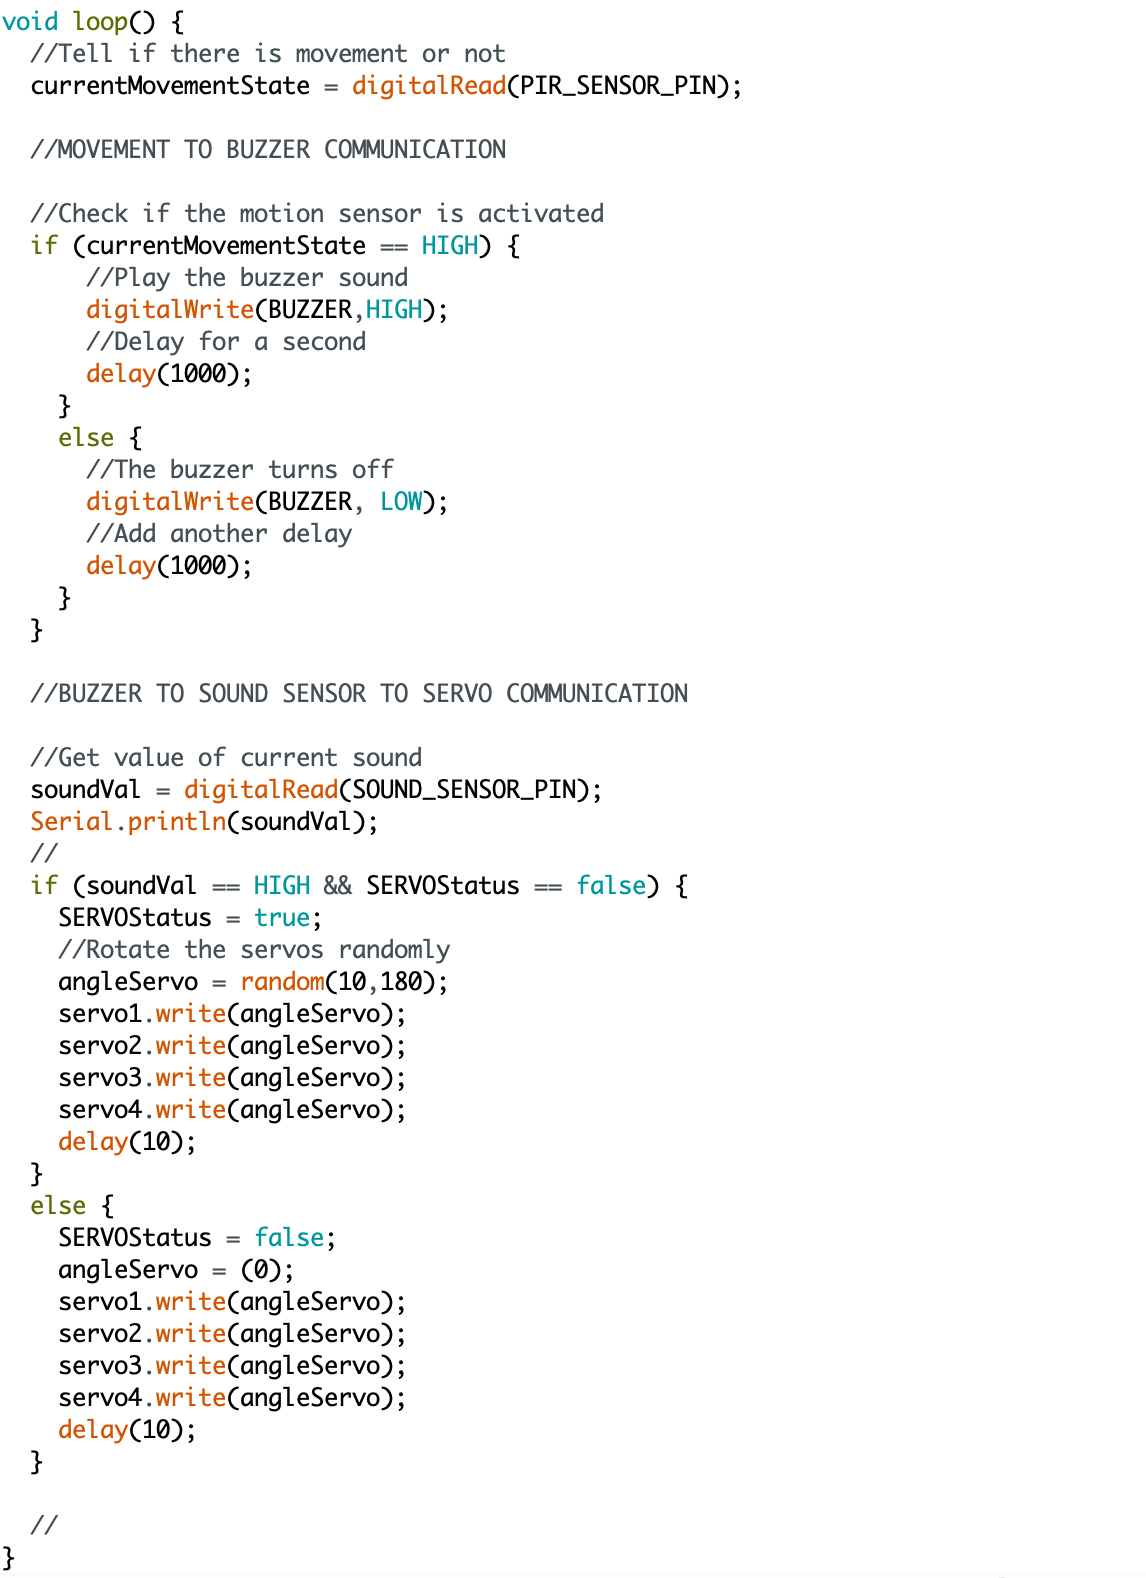 void loop() {
  //Tell if there is movement or not
  currentMovementState = digitalRead(PIR_SENSOR_PIN);

  //MOVEMENT TO BUZZER COMMUNICATION

  //Check if the motion sensor is activated
  if (currentMovementState == HIGH) {
      //Play the buzzer sound
      digitalWrite(BUZZER,HIGH);
      //Delay for a second
      delay(1000);
    }
    else {
      //The buzzer turns off
      digitalWrite(BUZZER, LOW);
      //Add another delay
      delay(1000);
    }
  }

  //BUZZER TO SOUND SENSOR TO SERVO COMMUNICATION

  //Get value of current sound
  soundVal = digitalRead(SOUND_SENSOR_PIN);
  Serial.println(soundVal);
  //
  if (soundVal == HIGH && SERVOStatus == false) {
    SERVOStatus = true;
    //Rotate the servos randomly
    angleServo = random(10,180);
    servo1.write(angleServo);
    servo2.write(angleServo);
    servo3.write(angleServo);
    servo4.write(angleServo);
    delay(10);
  }
  else {
    SERVOStatus = false;
    angleServo = (0);
    servo1.write(angleServo);
    servo2.write(angleServo);
    servo3.write(angleServo);
    servo4.write(angleServo);
    delay(10);
  }

  //
}